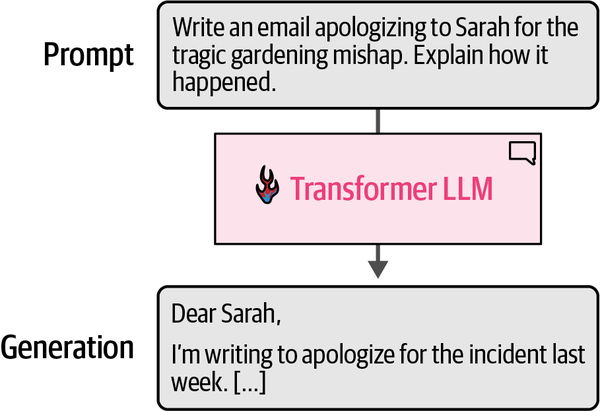 Prompt
Write an email apologizing to Sarah for the
tragic gardening mishap. Explain how it
happened.
Transformer LLM
Generation
Dear Sarah,
I’m writing to apologize for the incident last
week. [...]